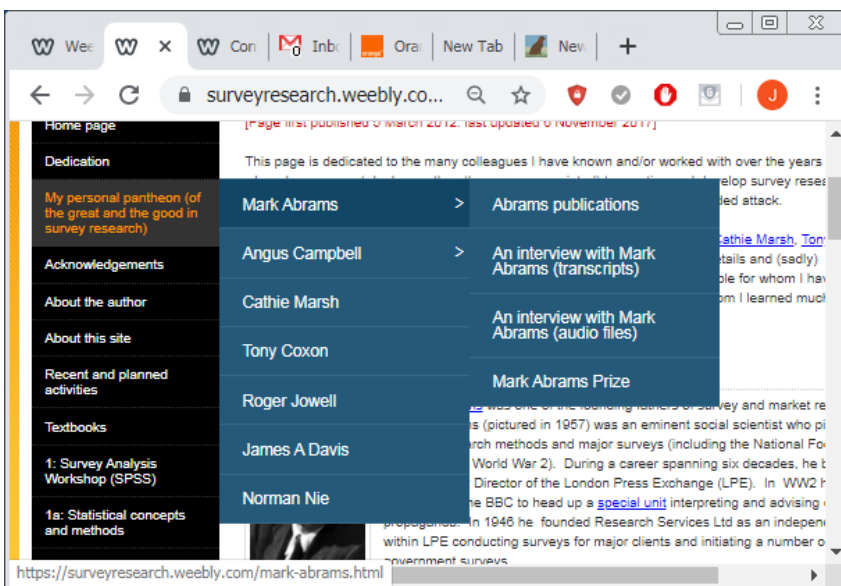 Wee
Con
Inbo
0
Orai
New Tab
New
surveyresearch.weebly.co...
J
Home page
[Page first published 5 March 2012: last updated 6 November 2017]
Dedication
This page is dedicated to the many colleagues I have known and/or worked with over the years
My personal pantheon (of
the great and the good in
survey research)
Acknowledgements
About the author
About this site
Recent and planned
activities
Textbooks
1: Survey Analysis
Workshop (SPSS)
1a: Statistical concepts
and methods
Mark Abrams >
Angus Campbell >
Cathie Marsh
Tony Coxon
Roger Jowell
James A Davis
Norman Nie
Abrams publications
An interview with Mark
Abrams (transcripts)
An interview with Mark
Abrams (audio files)
Mark Abrams Prize
elop survey resea
ded attack.
Cathie Marsh, Ton
etails and (sadly)
ple for whom I hav
om I learned much
was one of the founding fathers of survey and market re
s (pictured in 1957) was an eminent social scientist who pi
rch methods and major surveys (including the National Fo
World War 2). During a career spanning six decades, he b
Director of the London Press Exchange (LPE). In WW2 h
he BBC to head up a special unit interpreting and advising
propaganda. In 1946 he founded Research Services Ltd as an indepen
within LPE conducting surveys for major clients and initiating a number o
government surveys
https://surveyresearch.weebly.com/mark-abrams.html